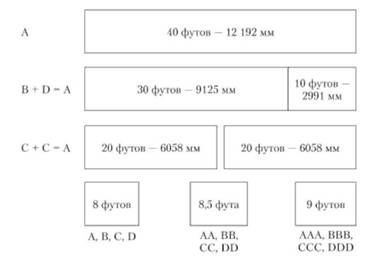 A
40 футов — 12 192 мм
B + D = A
30 футов — 9125 мм
10 футов —
2991 мм
C + C = A
20 футов — 6058 мм
20 футов — 6058 мм
8 футов
8,5 фута
9 футов
A, B, C, D
AA, BB,
CC, DD
AAA, BBB,
CCC, DDD